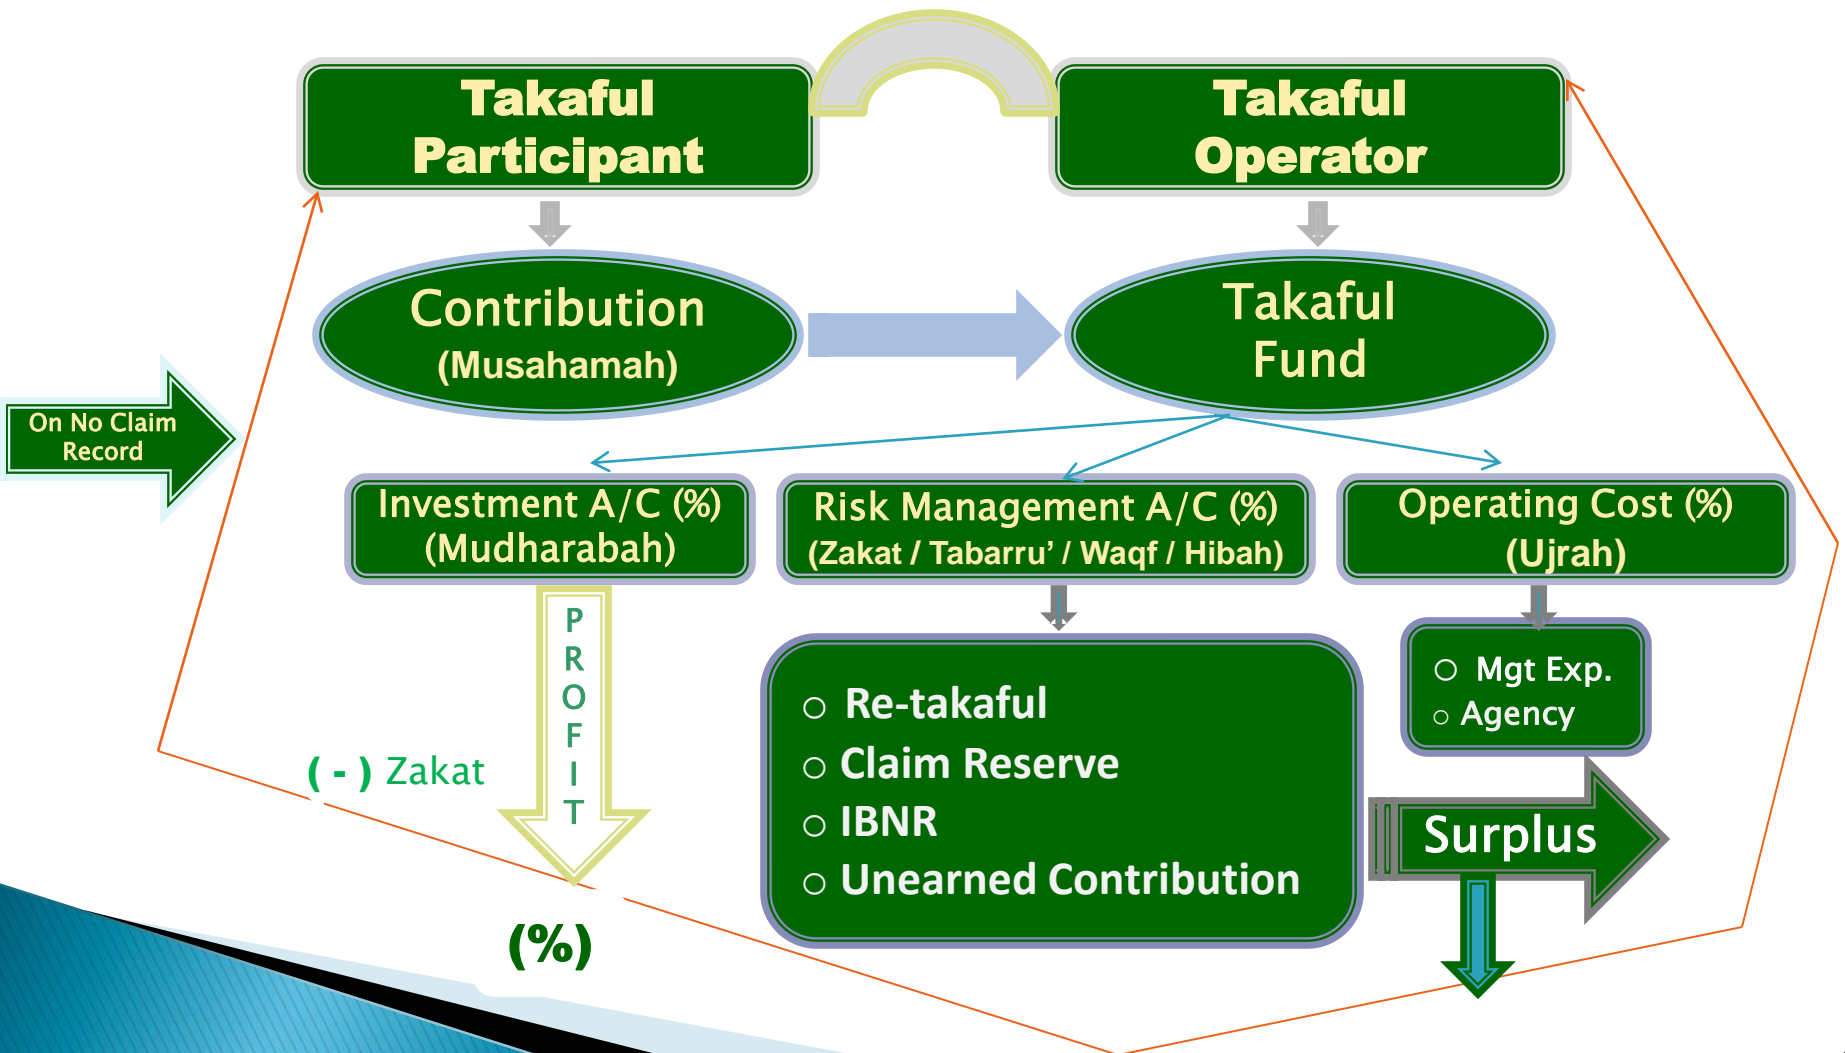 Takaful
Participant
Takaful
Operator
Contribution
(Musahamah)
Takaful
Fund
On No Claim
Record
Investment A/C (%)
(Mudharabah)
Risk Management A/C (%)
(Zakat / Tabarru’ / Waqf / Hibah)
Operating Cost (%)
(Ujrah)
PROFIT
○ Mgt Exp.
○ Agency
○ Re-takaful
○ Claim Reserve
○ IBNR
○ Unearned Contribution
( - ) Zakat
Surplus
(%)